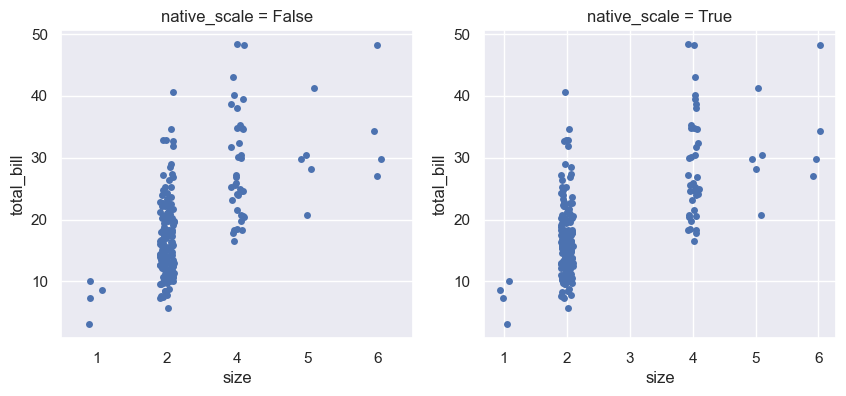 native_scale = False
50
40
30
20
10
total_bill
1 2 4 5 6
size
native_scale = True
50
40
30
20
10
total_bill
1 2 3 4 5 6
size